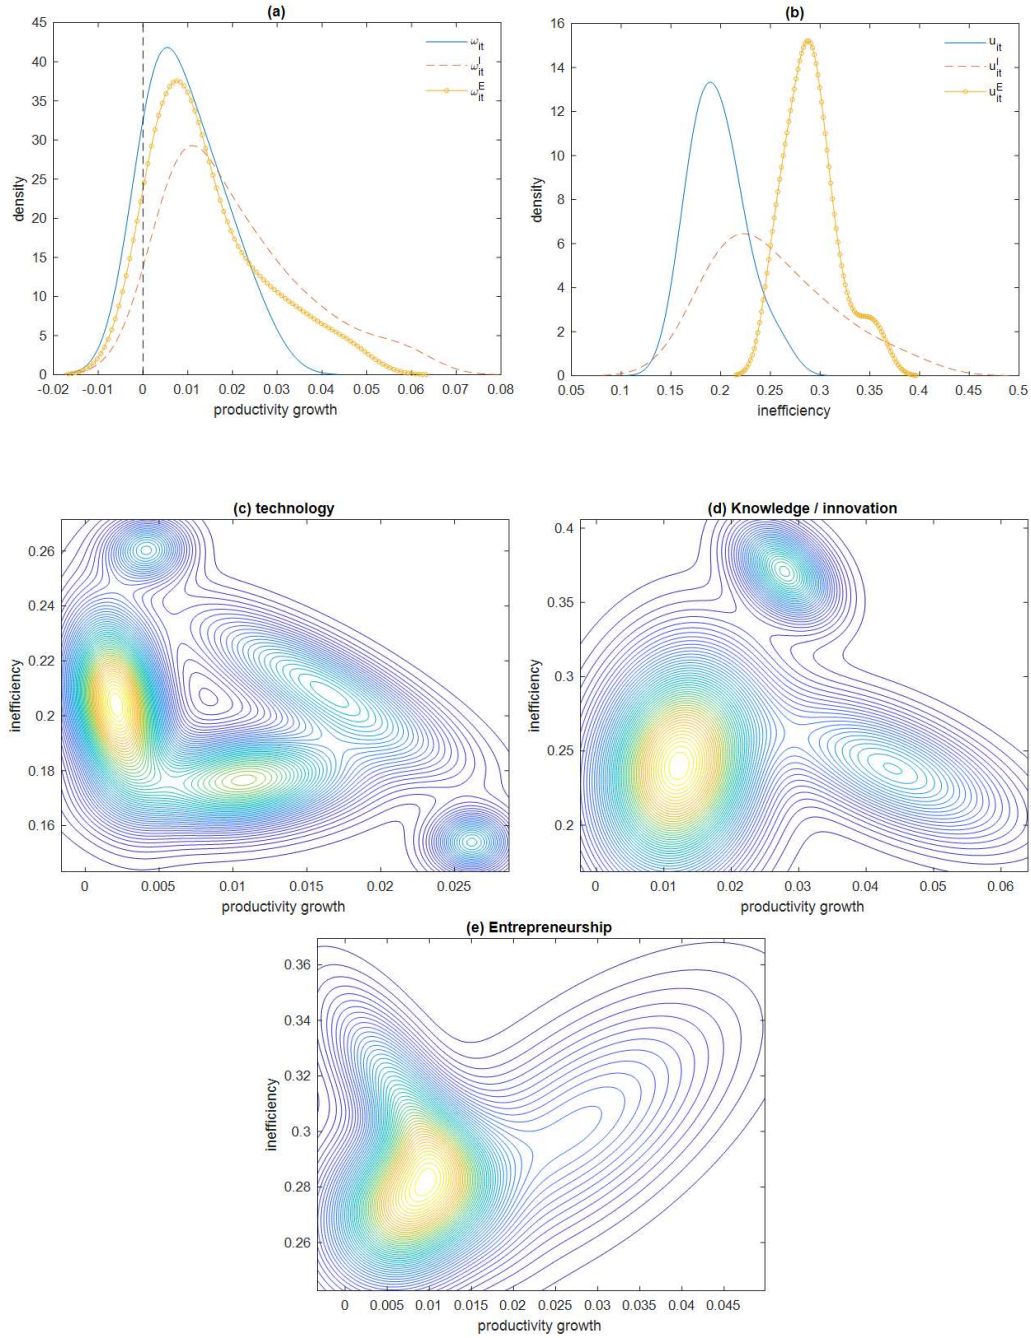 (a)
45
40
35
30
25
20
15
10
5
0
density
-0.02 -0.01 0 0.01 0.02 0.03 0.04 0.05 0.06 0.07 0.08
productivity growth
ω_it
ω_it^I
ω_it^E
(b)
16
14
12
10
8
6
4
2
0
density
0.05 0.1 0.15 0.2 0.25 0.3 0.35 0.4 0.45 0.5
inefficiency
u_it
u_it^I
u_it^E
(c) technology
0.26
0.24
0.22
0.2
0.18
0.16
inefficiency
0 0.005 0.01 0.015 0.02 0.025
productivity growth
(d) Knowledge / innovation
0.4
0.35
0.3
0.25
0.2
inefficiency
0 0.01 0.02 0.03 0.04 0.05 0.06
productivity growth
(e) Entrepreneurship
0.36
0.34
0.32
0.3
0.28
0.26
inefficiency
0 0.005 0.01 0.015 0.02 0.025 0.03 0.035 0.04 0.045
productivity growth